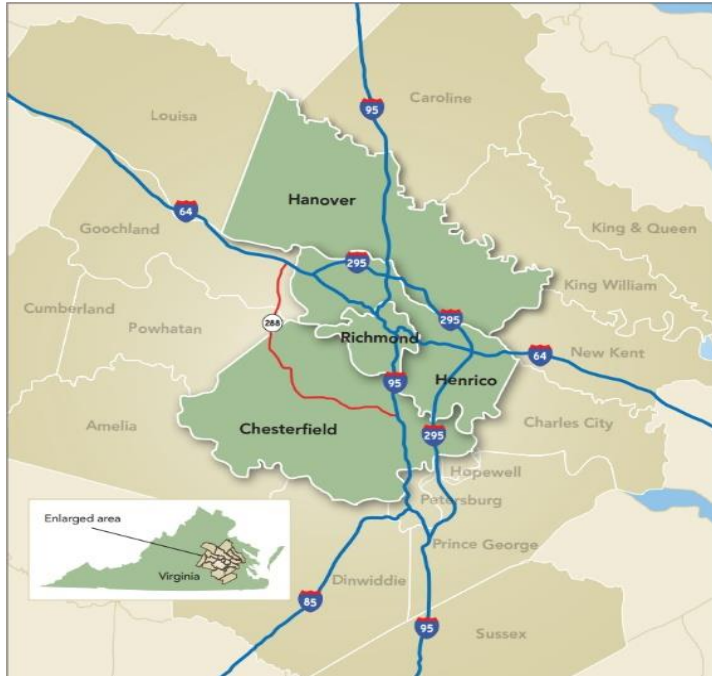 95
Caroline
Louisa
Hanover
64
Goochland
King & Queen
295
King William
Cumberland
288
Powhatan
295
Richmond
64
New Kent
95
Henrico
Amelia
Chesterfield
295
Charles City
Hopewell
Petersburg
Enlarged area
Prince George
Virginia
Dinwiddie
85
95
Sussex